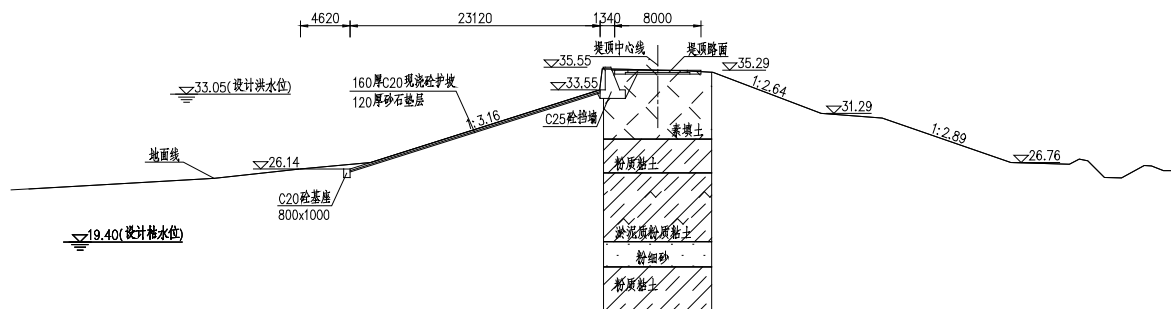 4620
23120
1340
8000
堤顶中心线
堤顶路面
35.55
35.29
33.05(设计洪水位)
160厚C20现浇砼护坡
120厚砂石垫层
33.55
1:2.64
1:3.16
C25砼挡墙
31.29
素填土
1:2.89
地面线
26.14
粉质粘土
26.76
C20砼基座
800x1000
19.40(设计枯水位)
淤泥质粉质粘土
粉细砂
粉质粘土